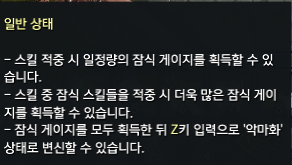 일반 상태
- 스킬 적중 시 일정량의 잠식 게이지를 획득할 수 있
습니다.
- 스킬 중 잠식 스킬들을 적중 시 더욱 많은 잠식 게이
지를 획득할 수 있습니다.
- 잠식 게이지를 모두 획득한 뒤 Z키 입력으로 '악마화'
상태로 변신할 수 있습니다.